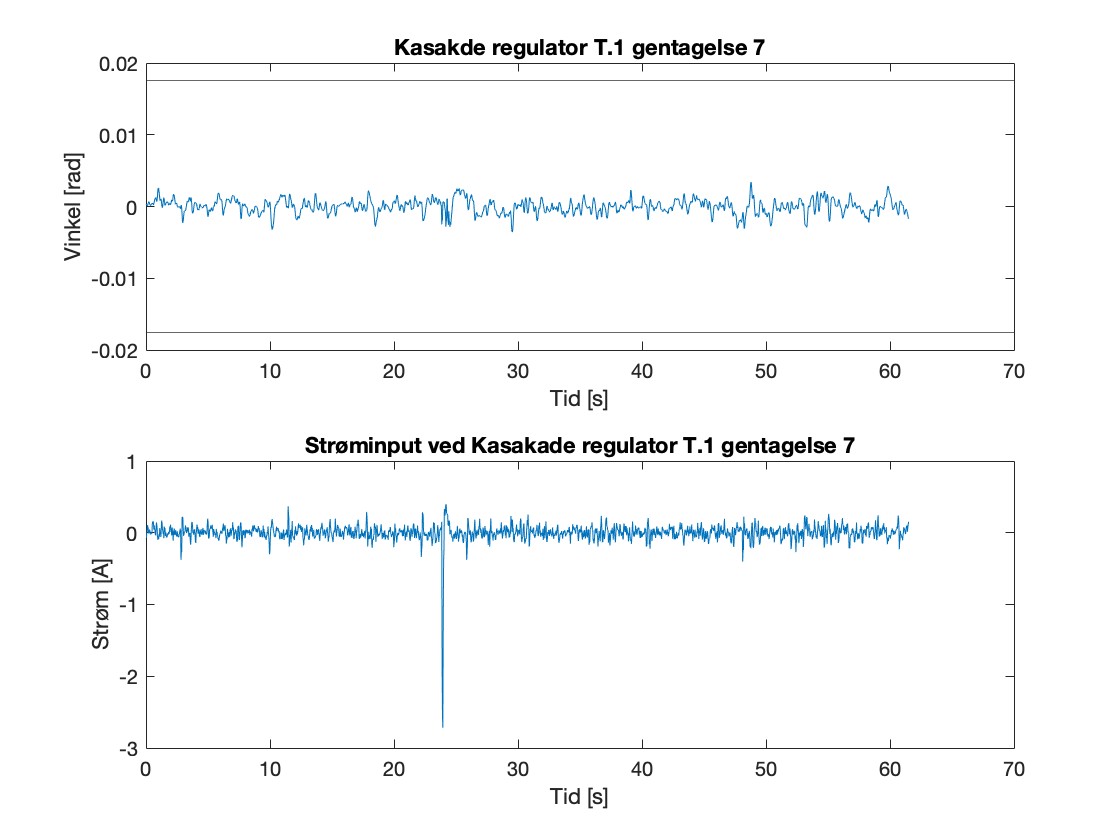 Kasakde regulator T.1 gentagelse 7
0.02
0.01
0
-0.01
-0.02
Vinkel [rad]
0 10 20 30 40 50 60 70
Tid [s]
Strøminput ved Kasakade regulator T.1 gentagelse 7
1
0
-1
-2
-3
Strøm [A]
0 10 20 30 40 50 60 70
Tid [s]